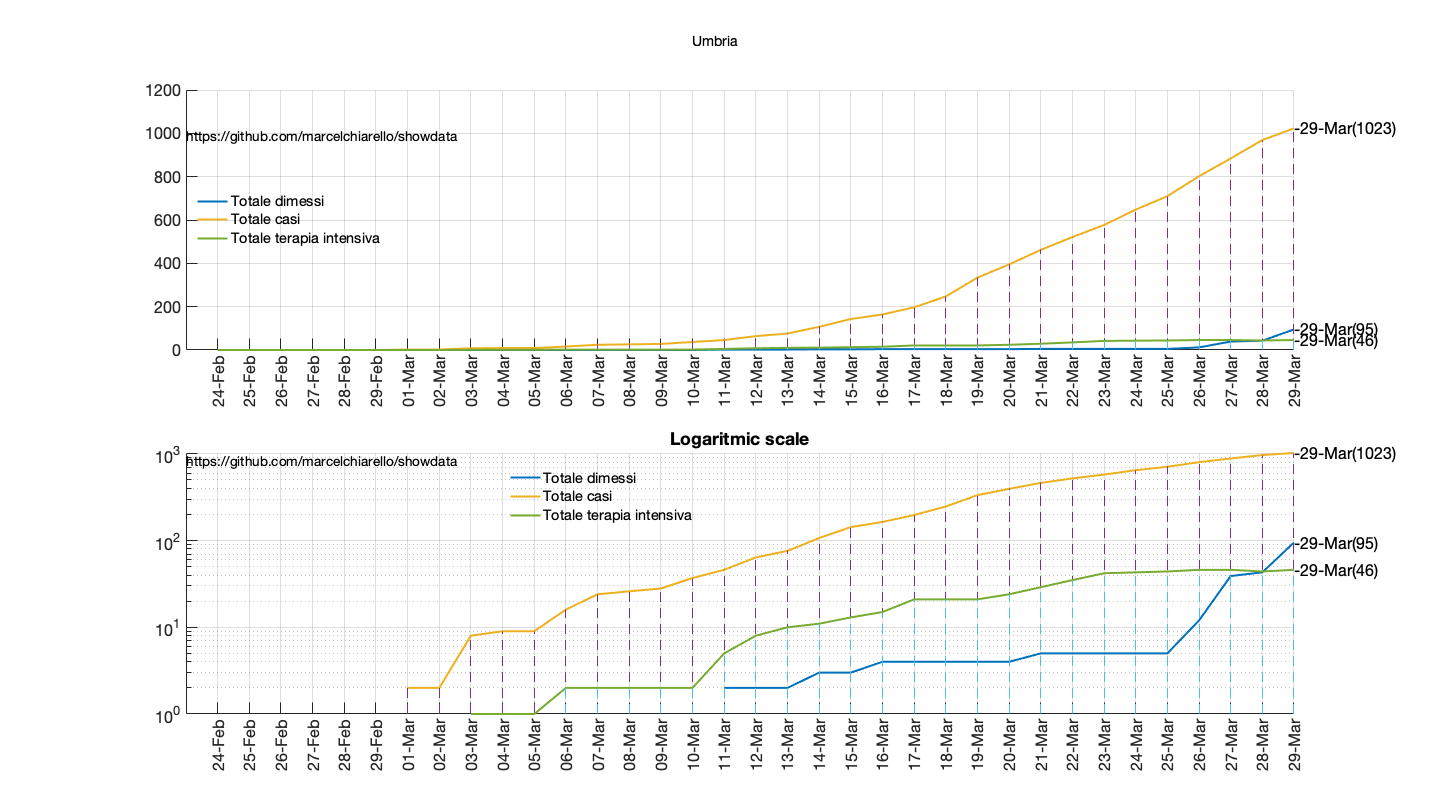 Umbria
1200
1000
800
600
400
200
0
https://github.com/marcelchiarello/showdata
Totale dimessi
Totale casi
Totale terapia intensiva
-29-Mar(1023)
-29-Mar(95)
-29-Mar(46)
24-Feb
25-Feb
26-Feb
27-Feb
28-Feb
29-Feb
01-Mar
02-Mar
03-Mar
04-Mar
05-Mar
06-Mar
07-Mar
08-Mar
09-Mar
10-Mar
11-Mar
12-Mar
13-Mar
14-Mar
15-Mar
16-Mar
17-Mar
18-Mar
19-Mar
20-Mar
21-Mar
22-Mar
23-Mar
24-Mar
25-Mar
26-Mar
27-Mar
28-Mar
29-Mar
Logaritmic scale
10^3
10^2
10^1
10^0
https://github.com/marcelchiarello/showdata
Totale dimessi
Totale casi
Totale terapia intensiva
-29-Mar(1023)
-29-Mar(95)
-29-Mar(46)
24-Feb
25-Feb
26-Feb
27-Feb
28-Feb
29-Feb
01-Mar
02-Mar
03-Mar
04-Mar
05-Mar
06-Mar
07-Mar
08-Mar
09-Mar
10-Mar
11-Mar
12-Mar
13-Mar
14-Mar
15-Mar
16-Mar
17-Mar
18-Mar
19-Mar
20-Mar
21-Mar
22-Mar
23-Mar
24-Mar
25-Mar
26-Mar
27-Mar
28-Mar
29-Mar